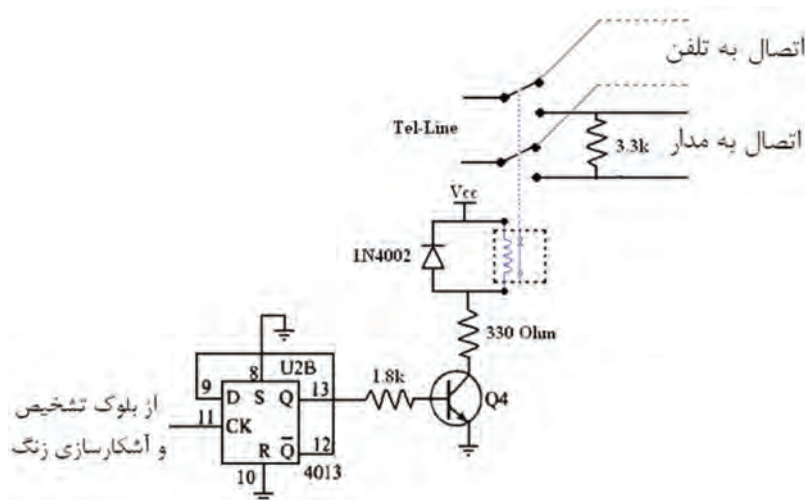 اتصال به تلفن
Tel-Line
اتصال به مدار
3.3k
Vcc
1N4002
330 Ohm
U2B
8
9
D
S
Q
13
1.8k
Q4
از بلوک تشخیص
11
CK
و آشکارسازی زنگ
R
Q̅
12
10
4013